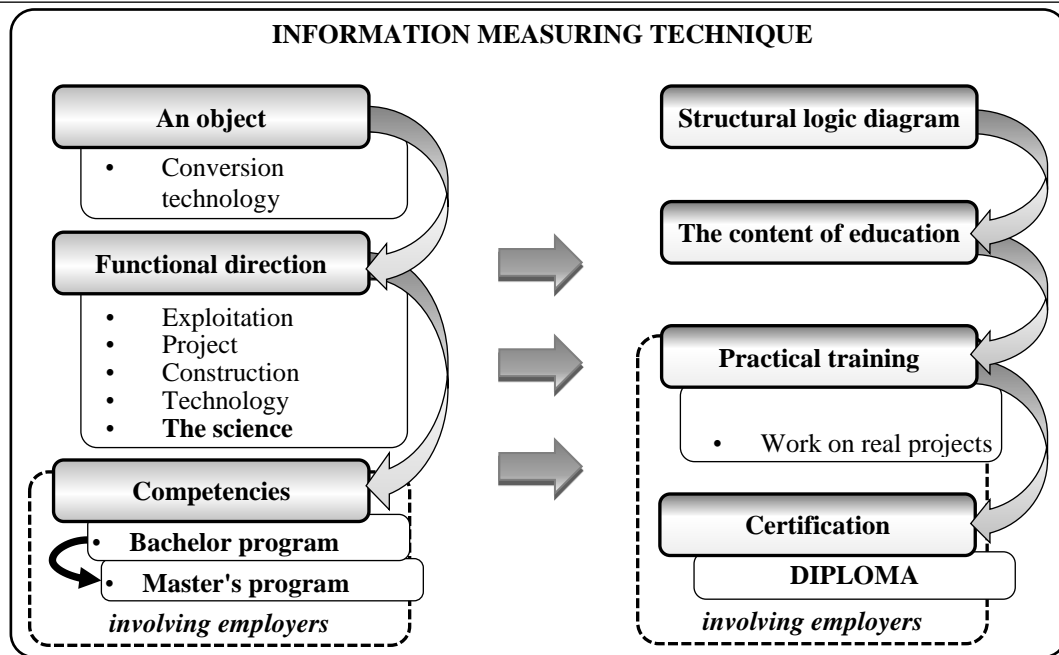 INFORMATION MEASURING TECHNIQUE
An object
• Conversion
technology
Functional direction
• Exploitation
• Project
• Construction
• Technology
• The science
Competencies
• Bachelor program
• Master's program
involving employers
Structural logic diagram
The content of education
Practical training
• Work on real projects
Certification
DIPLOMA
involving employers